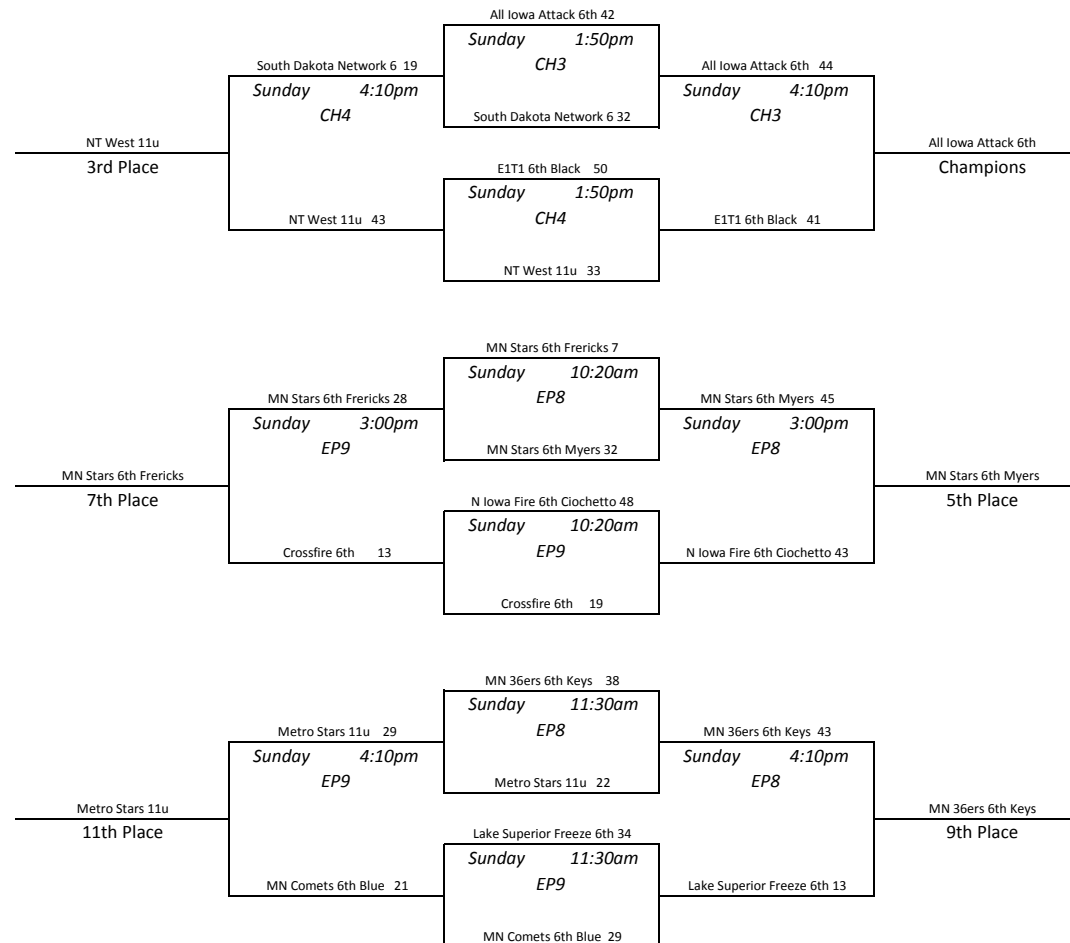 All Iowa Attack 6th 42
Sunday 1:50pm
South Dakota Network 6 19
CH3
All Iowa Attack 6th 44
Sunday 4:10pm
Sunday 4:10pm
CH4
South Dakota Network 6 32
CH3
NT West 11u
All Iowa Attack 6th
3rd Place
E1T1 6th Black 50
Champions
Sunday 1:50pm
NT West 11u 43
CH4
E1T1 6th Black 41
NT West 11u 33
MN Stars 6th Frericks 7
Sunday 10:20am
MN Stars 6th Frericks 28
EP8
MN Stars 6th Myers 45
Sunday 3:00pm
Sunday 3:00pm
EP9
MN Stars 6th Myers 32
EP8
MN Stars 6th Frericks
MN Stars 6th Myers
7th Place
N Iowa Fire 6th Ciochetto 48
5th Place
Sunday 10:20am
Crossfire 6th 13
EP9
N Iowa Fire 6th Ciochetto 43
Crossfire 6th 19
MN 36ers 6th Keys 38
Sunday 11:30am
Metro Stars 11u 29
EP8
MN 36ers 6th Keys 43
Sunday 4:10pm
Sunday 4:10pm
EP9
Metro Stars 11u 22
EP8
Metro Stars 11u
MN 36ers 6th Keys
11th Place
Lake Superior Freeze 6th 34
9th Place
Sunday 11:30am
MN Comets 6th Blue 21
EP9
Lake Superior Freeze 6th 13
MN Comets 6th Blue 29